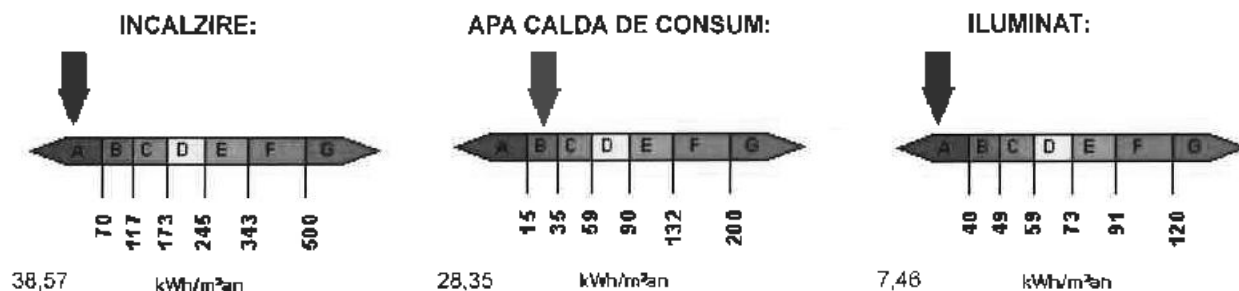 INCALZIRE:
A B C D E F G
70 117 173 245 343 500
38,57 kWh/m²an
APA CALDA DE CONSUM:
A B C D E F G
15 35 59 90 132 200
28,35 kWh/m²an
ILUMINAT:
A B C D E F G
40 49 59 73 91 120
7,46 kWh/m²an